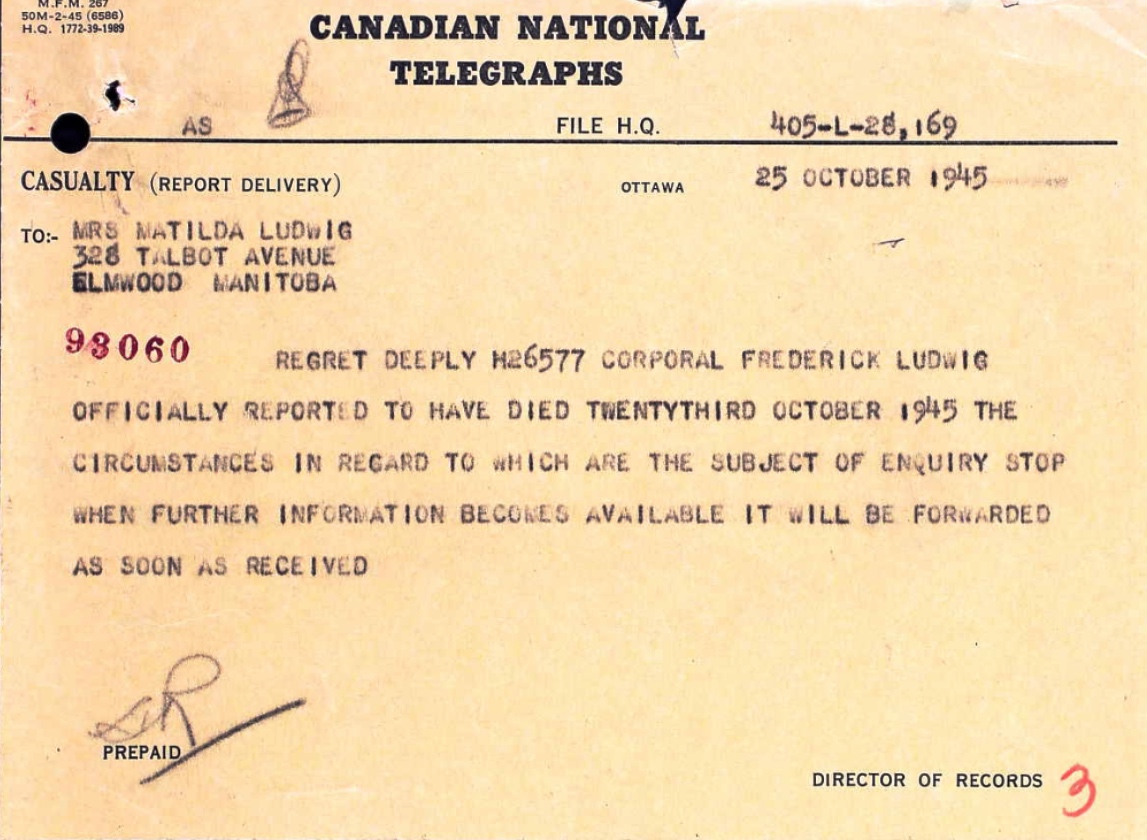 M.F.M. 267
50M-2-45 (6586)
H.Q. 1772-39-1989
CANADIAN NATIONAL
TELEGRAPHS
AS
FILE H.Q. 405-L-28,169
CASUALTY (REPORT DELIVERY)
OTTAWA 25 OCTOBER 1945
TO:- MRS MATILDA LUDWIG
328 TALBOT AVENUE
ELMWOOD MANITOBA
93060
REGRET DEEPLY H26577 CORPORAL FREDERICK LUDWIG
OFFICIALLY REPORTED TO HAVE DIED TWENTYTHIRD OCTOBER 1945 THE
CIRCUMSTANCES IN REGARD TO WHICH ARE THE SUBJECT OF ENQUIRY STOP
WHEN FURTHER INFORMATION BECOMES AVAILABLE IT WILL BE FORWARDED
AS SOON AS RECEIVED
PREPAID
DIRECTOR OF RECORDS 3